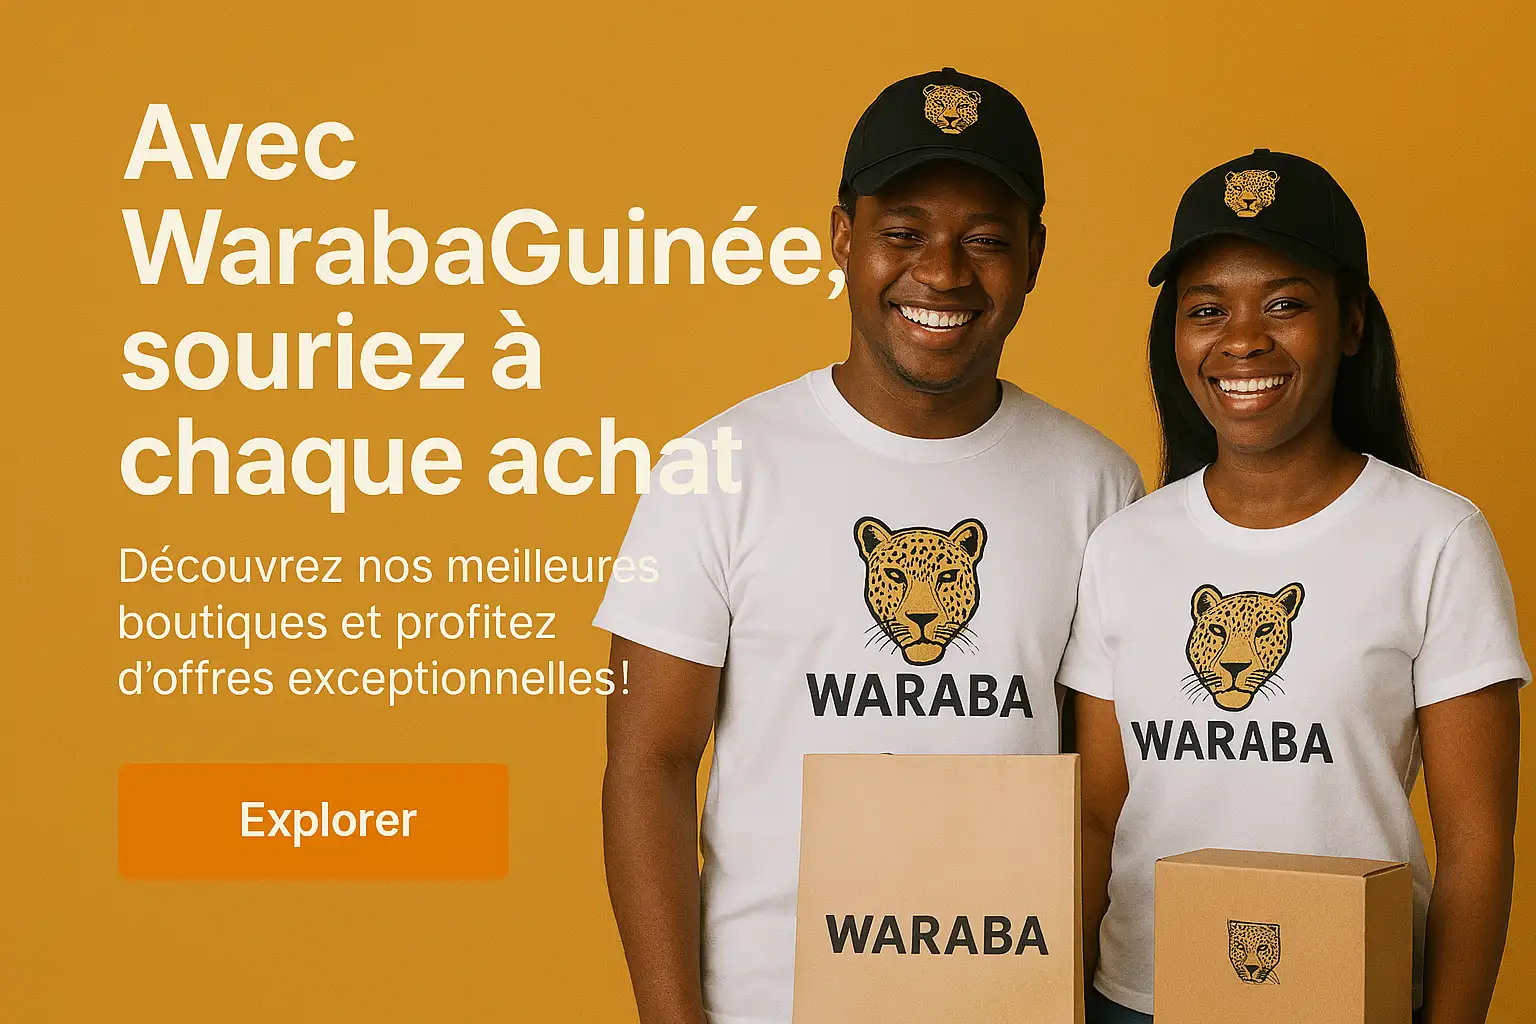 Avec
WarabaGuinée,
souriez à
chaque achat
Découvrez nos meilleures
boutiques et profitez
d’offres exceptionnelles!
Explorer
WARABA
WARABA
WARABA